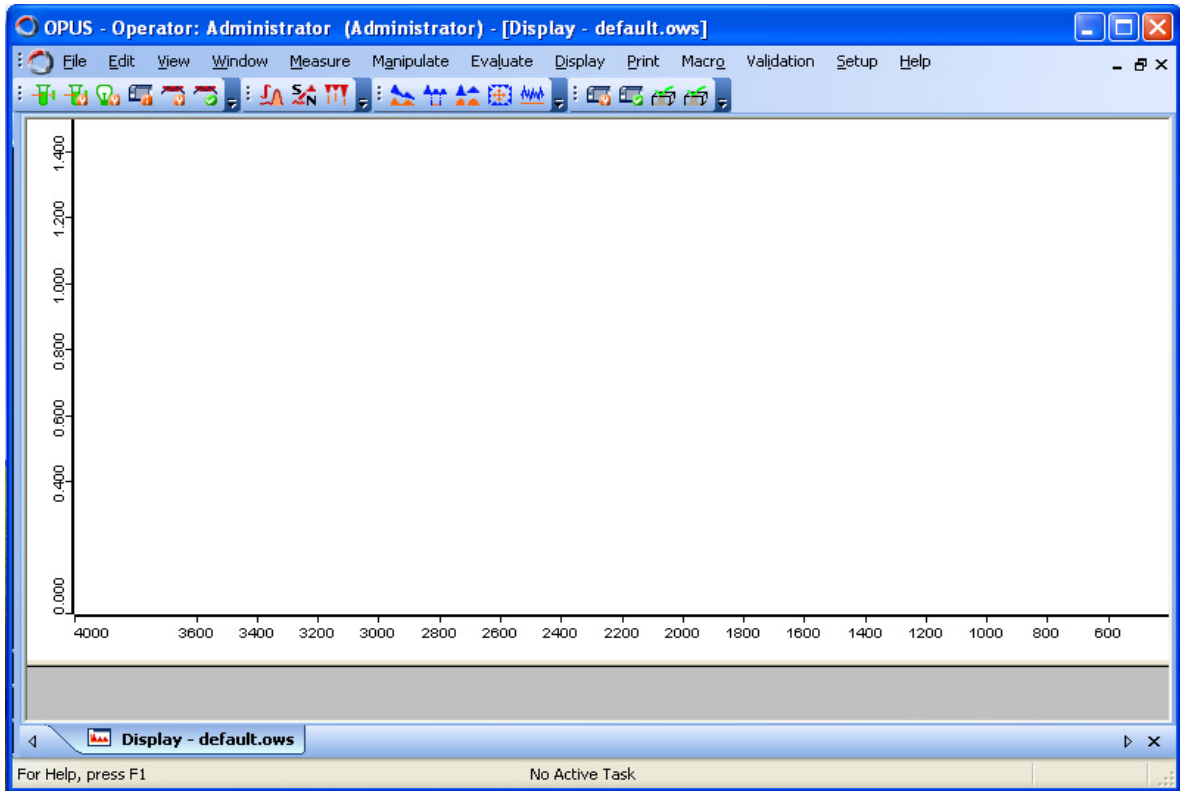 OPUS - Operator: Administrator (Administrator) - [Display - default.ows]
File Edit View Window Measure Manipulate Evaluate Display Print Macro Validation Setup Help
S/N
1.400
1.200
1.000
0.800
0.600
0.400
0.000
4000 3600 3400 3200 3000 2800 2600 2400 2200 2000 1800 1600 1400 1200 1000 800 600
Display - default.ows
For Help, press F1 No Active Task